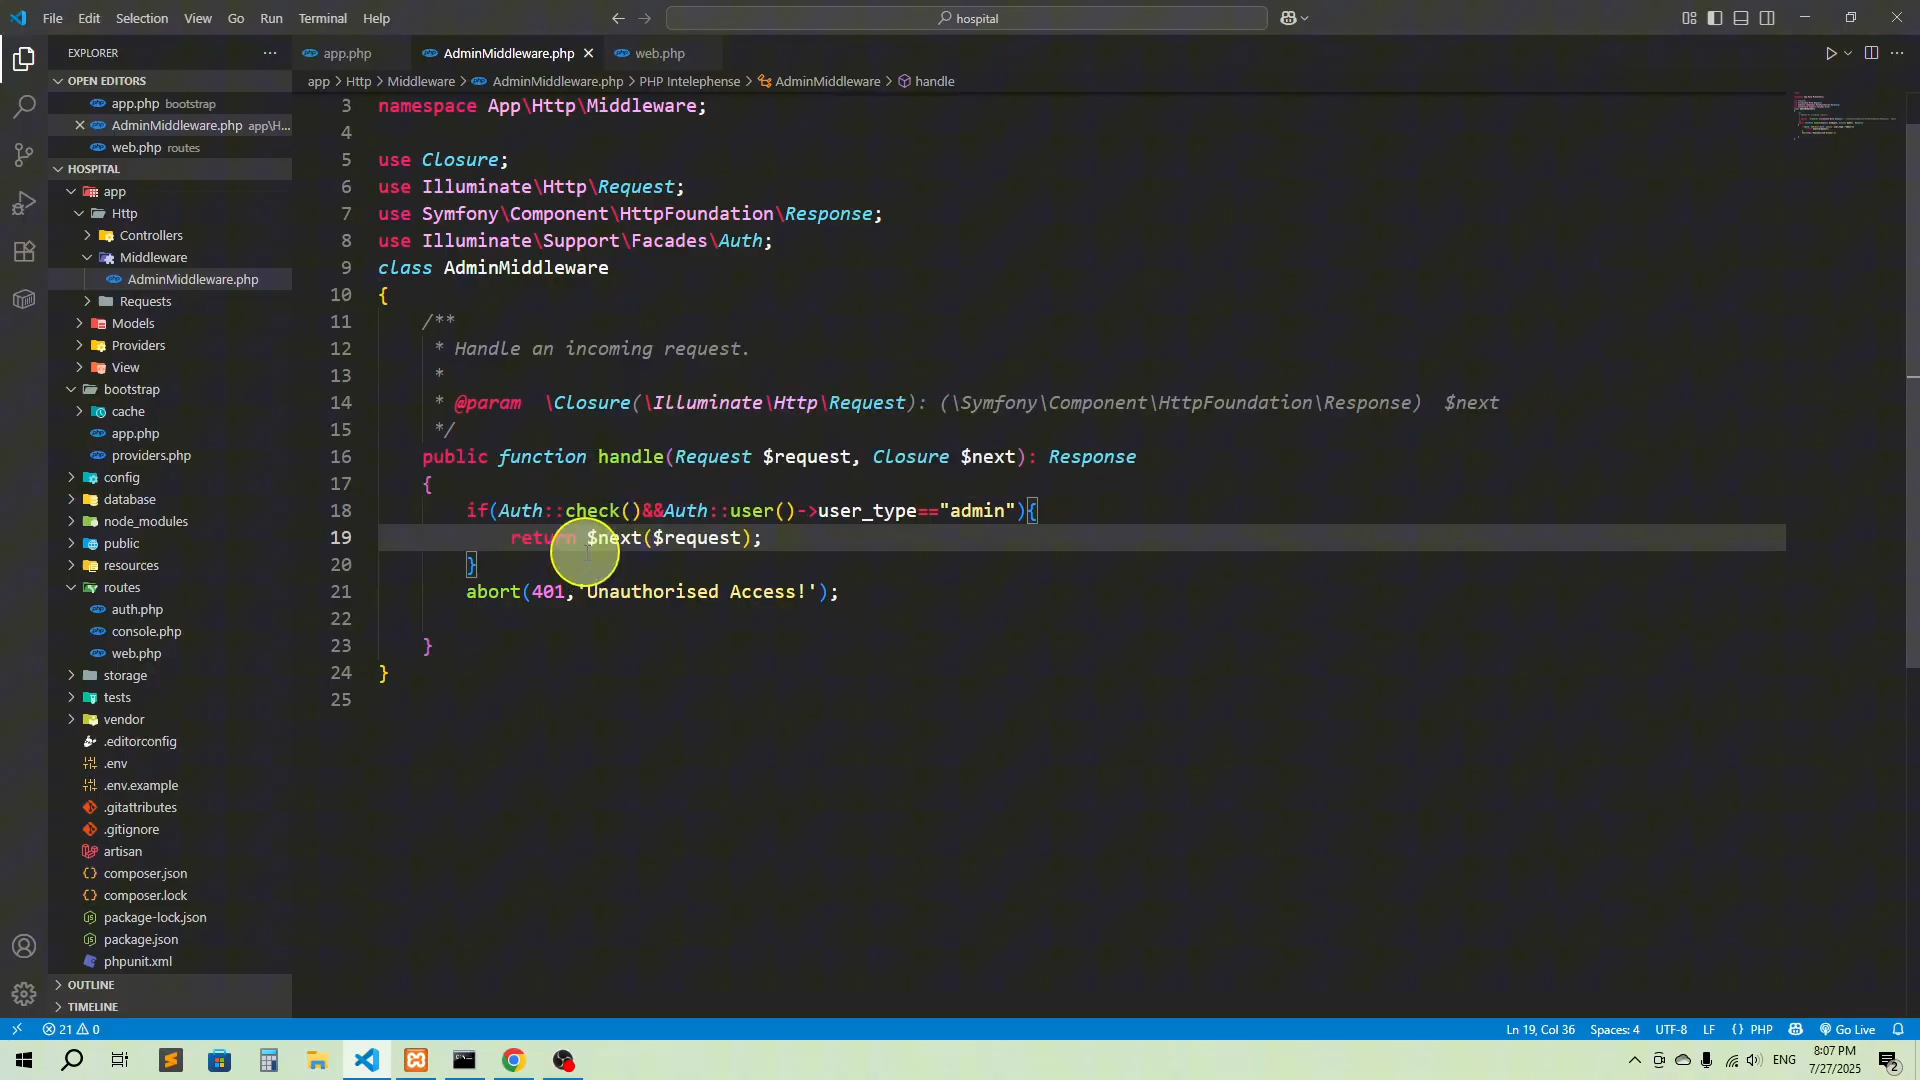 File Edit Selection View Go Run Terminal Help
hospital
EXPLORER
OPEN EDITORS
app.php bootstrap
AdminMiddleware.php app\H...
web.php routes
HOSPITAL
app
Http
Controllers
Middleware
AdminMiddleware.php
Requests
Models
Providers
View
bootstrap
cache
app.php
providers.php
config
database
node_modules
public
resources
routes
auth.php
console.php
web.php
storage
tests
vendor
.editorconfig
.env
.env.example
.gitattributes
.gitignore
artisan
composer.json
composer.lock
package-lock.json
package.json
phpunit.xml
OUTLINE
TIMELINE
app.php AdminMiddleware.php web.php
app > Http > Middleware > AdminMiddleware.php > PHP Intelephense > AdminMiddleware > handle
3 namespace App\Http\Middleware;
4
5 use Closure;
6 use Illuminate\Http\Request;
7 use Symfony\Component\HttpFoundation\Response;
8 use Illuminate\Support\Facades\Auth;
9 class AdminMiddleware
10 {
11 /**
12 * Handle an incoming request.
13 *
14 * @param \Closure(\Illuminate\Http\Request): (\Symfony\Component\HttpFoundation\Response) $next
15 */
16 public function handle(Request $request, Closure $next): Response
17 {
18 if(Auth::check()&&Auth::user()->user_type=="admin"){
19 return $next($request);
20 }
21 abort(401,'Unauthorised Access!');
22
23 }
24 }
25
21 0
Ln 19, Col 36 Spaces: 4 UTF-8 LF {} PHP Go Live
ENG
8:07 PM
7/27/2025
2